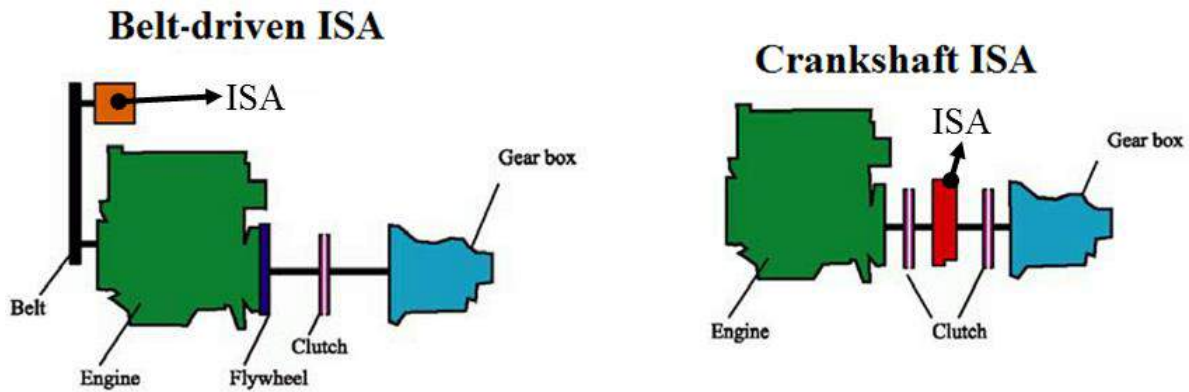 Belt-driven ISA
ISA
Gear box
Belt
Clutch
Engine
Flywheel
Crankshaft ISA
ISA
Gear box
Engine
Clutch